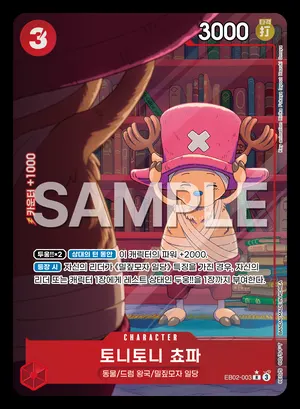 3
3000
打
카운터 +1000
SAMPLE
두웅!!×2 상대의 턴 동안 이 캐릭터의 파워 +2000.
등장 시 자신의 리더가 《밀짚모자 일당》 특징을 가진 경우, 자신의
리더 또는 캐릭터 1장에게 레스트 상태의 두웅!!을 1장까지 부여한다.
CHARACTER
토니토니 쵸파
동물/드럼 왕국/밀짚모자 일당
EB02-003